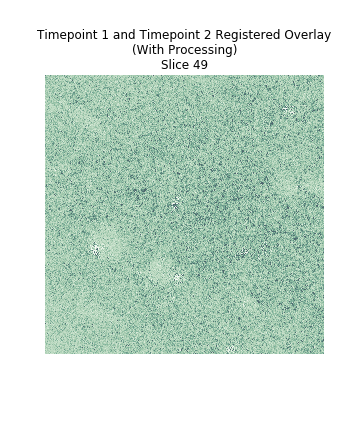 Timepoint 1 and Timepoint 2 Registered Overlay
(With Processing)
Slice 49